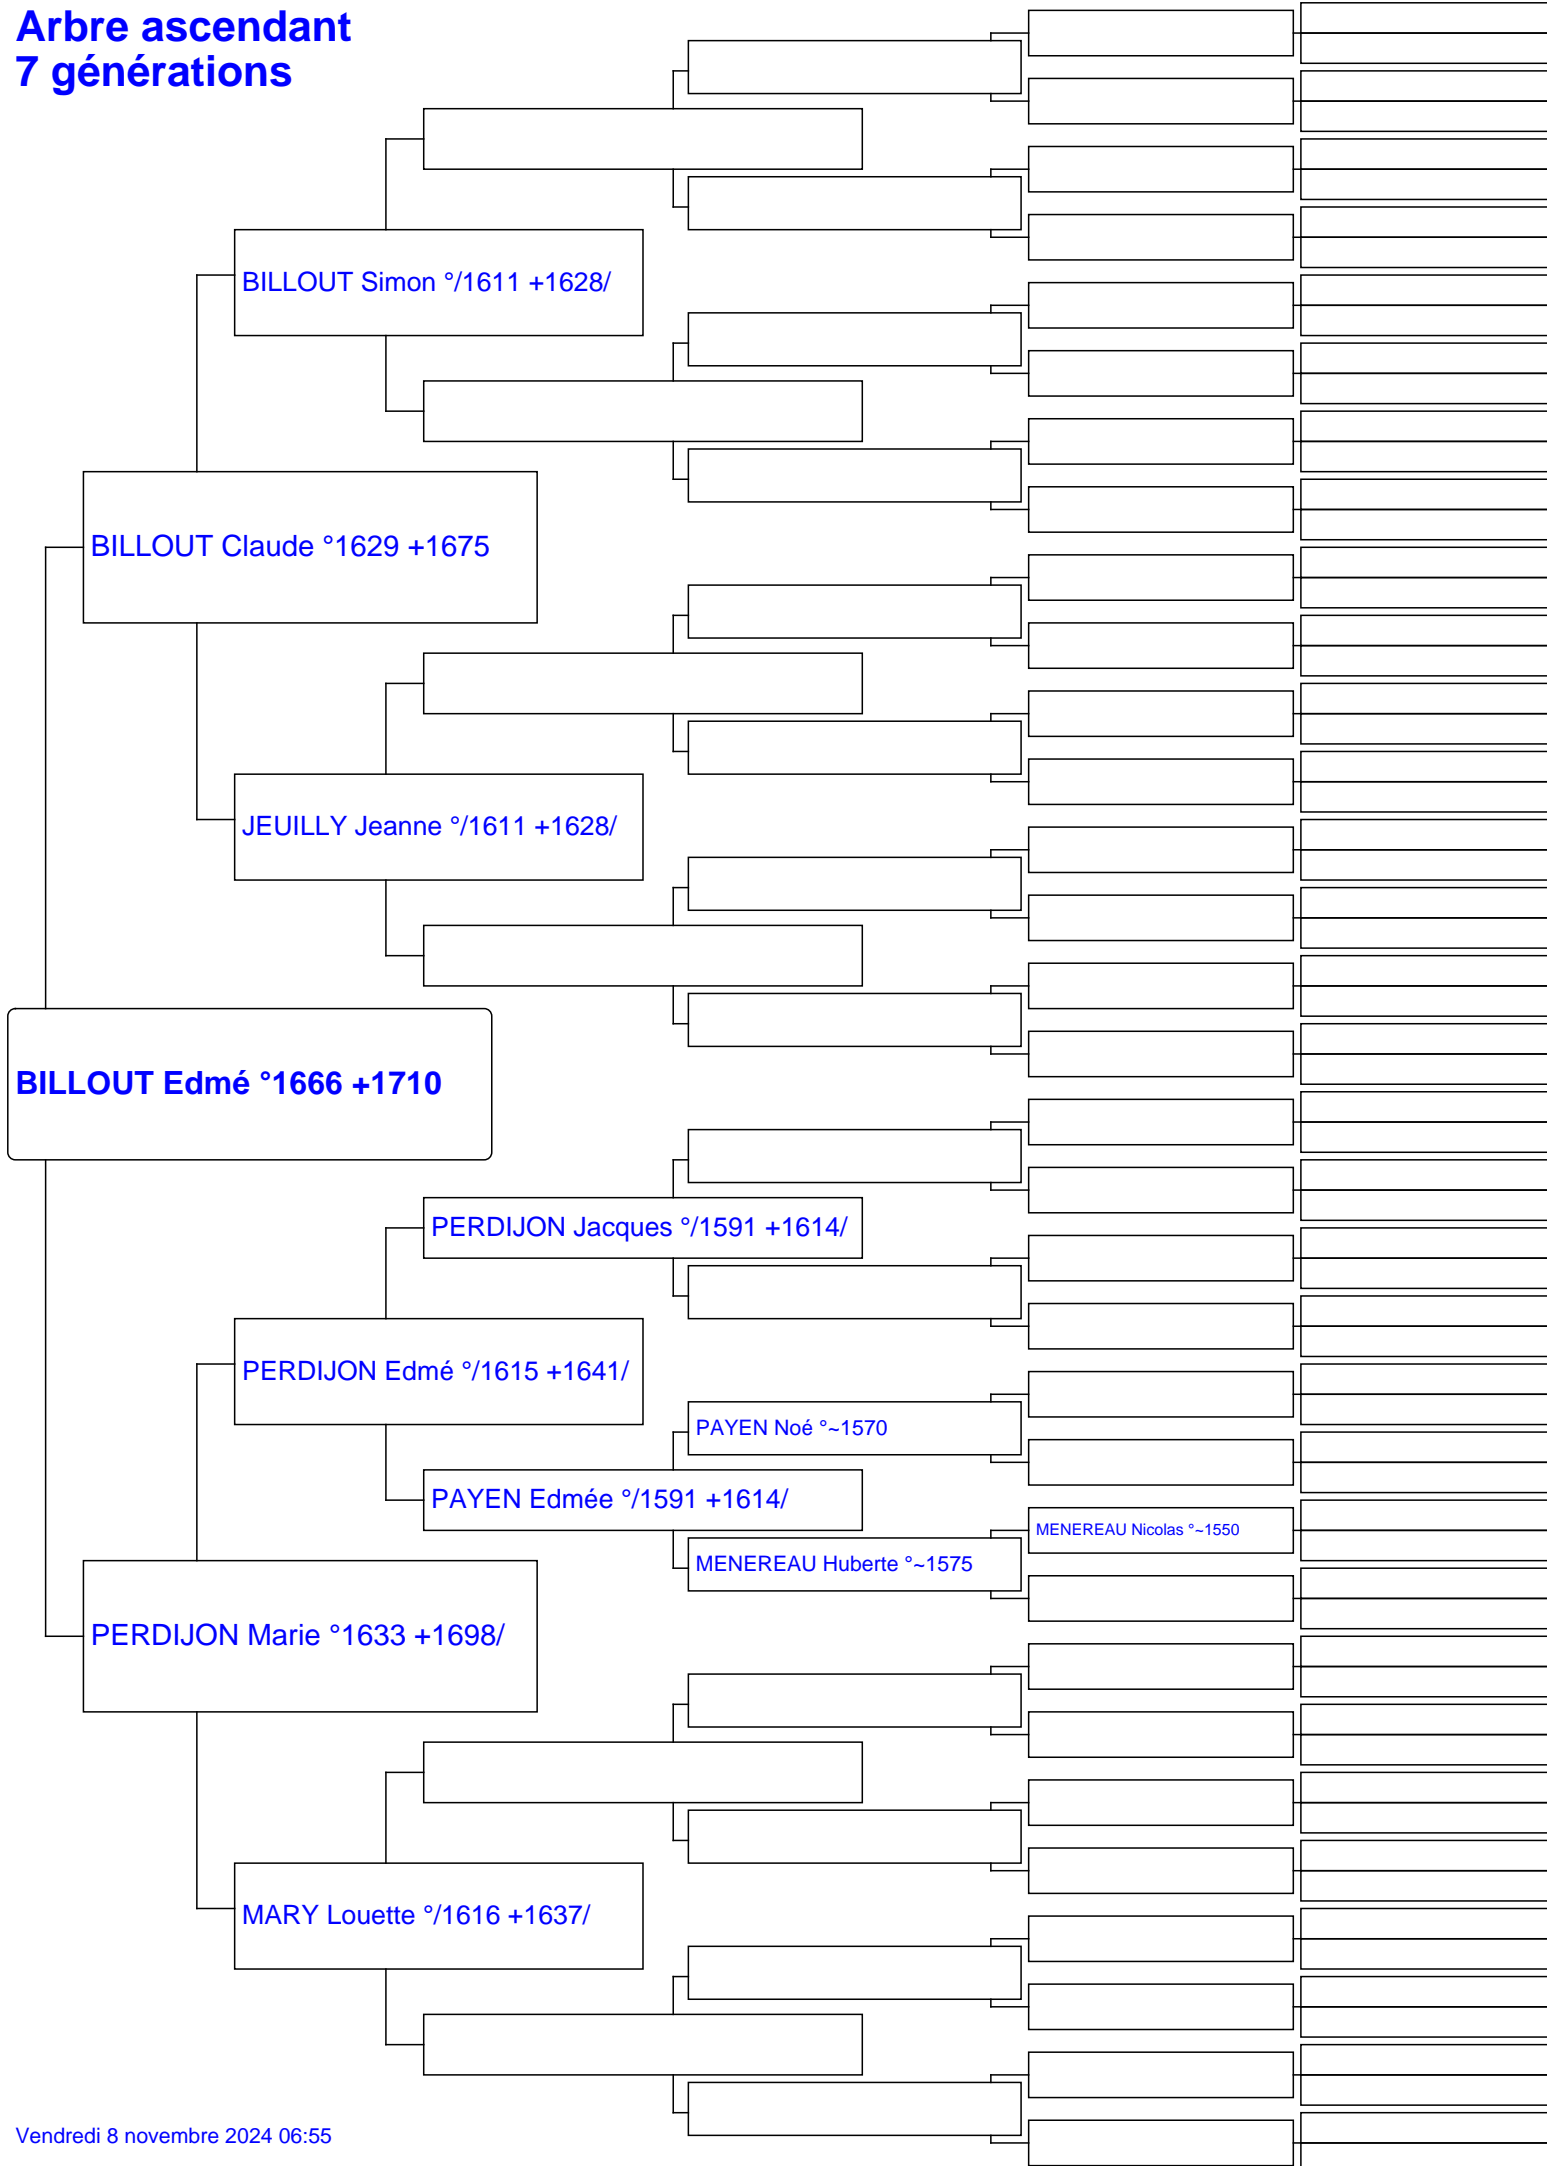 Arbre ascendant
7 générations
BILLOUT Simon °/1611 +1628/
BILLOUT Claude °1629 +1675
JEUILLY Jeanne °/1611 +1628/
BILLOUT Edmé °1666 +1710
PERDIJON Jacques °/1591 +1614/
PERDIJON Edmé °/1615 +1641/
PAYEN Noé °~1570
PAYEN Edmée °/1591 +1614/
MENEREAU Nicolas °~1550
MENEREAU Huberte °~1575
PERDIJON Marie °1633 +1698/
MARY Louette °/1616 +1637/
Vendredi 8 novembre 2024 06:55